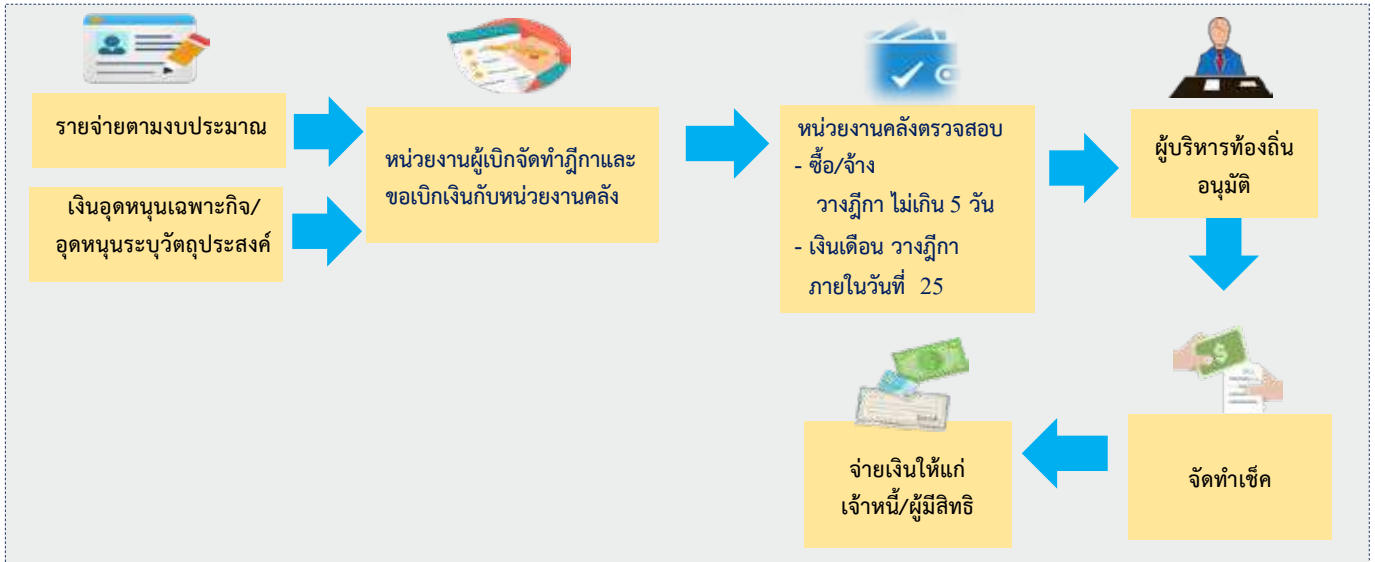 รายจ่ายตามงบประมาณ
เงินอุดหนุนเฉพาะกิจ/
อุดหนุนระบุวัตถุประสงค์
หน่วยงานผู้เบิกจัดทำฎีกาและ
ขอเบิกเงินกับหน่วยงานคลัง
หน่วยงานคลังตรวจสอบ
- ซื้อ/จ้าง
วางฎีกา ไม่เกิน 5 วัน
- เงินเดือน วางฎีกา
ภายในวันที่ 25
ผู้บริหารท้องถิ่น
อนุมัติ
จัดทำเช็ค
จ่ายเงินให้แก่
เจ้าหนี้/ผู้มีสิทธิ